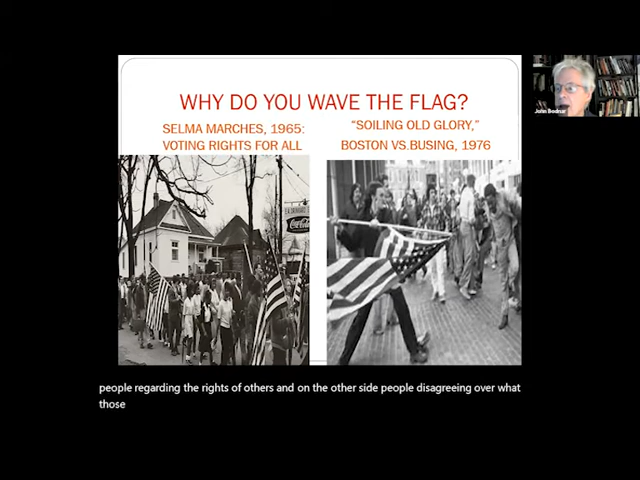 WHY DO YOU WAVE THE FLAG?
SELMA MARCHES, 1965:
VOTING RIGHTS FOR ALL
"SOILING OLD GLORY,"
BOSTON VS.BUSING, 1976
Coca-Cola
John Bodnar
people regarding the rights of others and on the other side people disagreeing over what
those